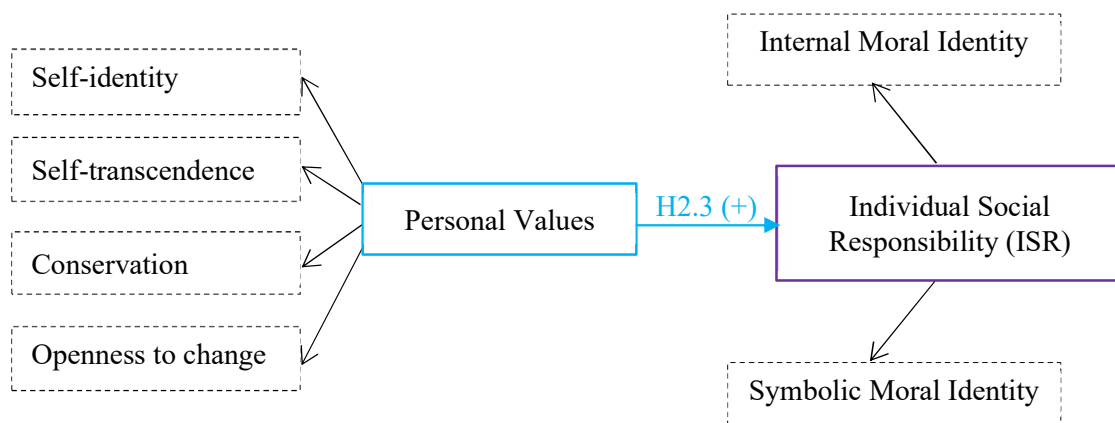 Self-identity
Self-transcendence
Conservation
Openness to change
Personal Values
H2.3 (+)
Internal Moral Identity
Individual Social
Responsibility (ISR)
Symbolic Moral Identity